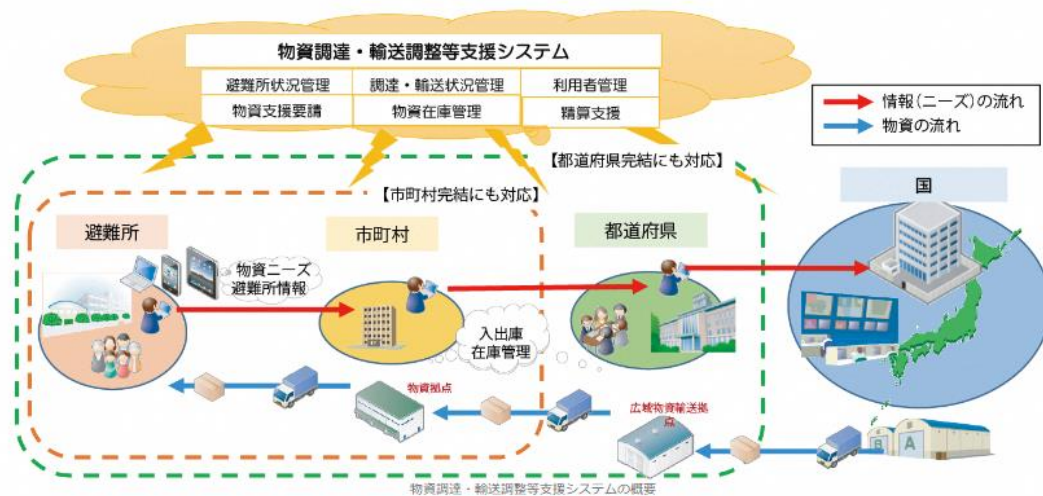 物資調達・輸送調整等支援システム
避難所状況管理
調達・輸送状況管理
利用者管理
物資支援要請
物資在庫管理
精算支援
情報(ニーズ)の流れ
物資の流れ
【都道府県完結にも対応】
【市町村完結にも対応】
国
避難所
市町村
都道府県
物資ニーズ
避難所情報
入出庫
在庫管理
物資拠点
広域物資輸送拠
点
B
A
物資調達・輸送調整等支援システムの概要